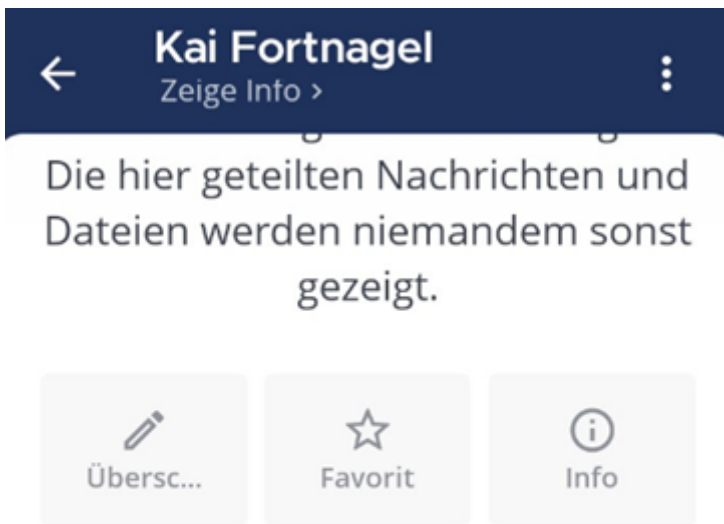 Kai Fortnagel
Zeige Info >
Die hier geteilten Nachrichten und
Dateien werden niemandem sonst
gezeigt.
Übersc...
Favorit
Info